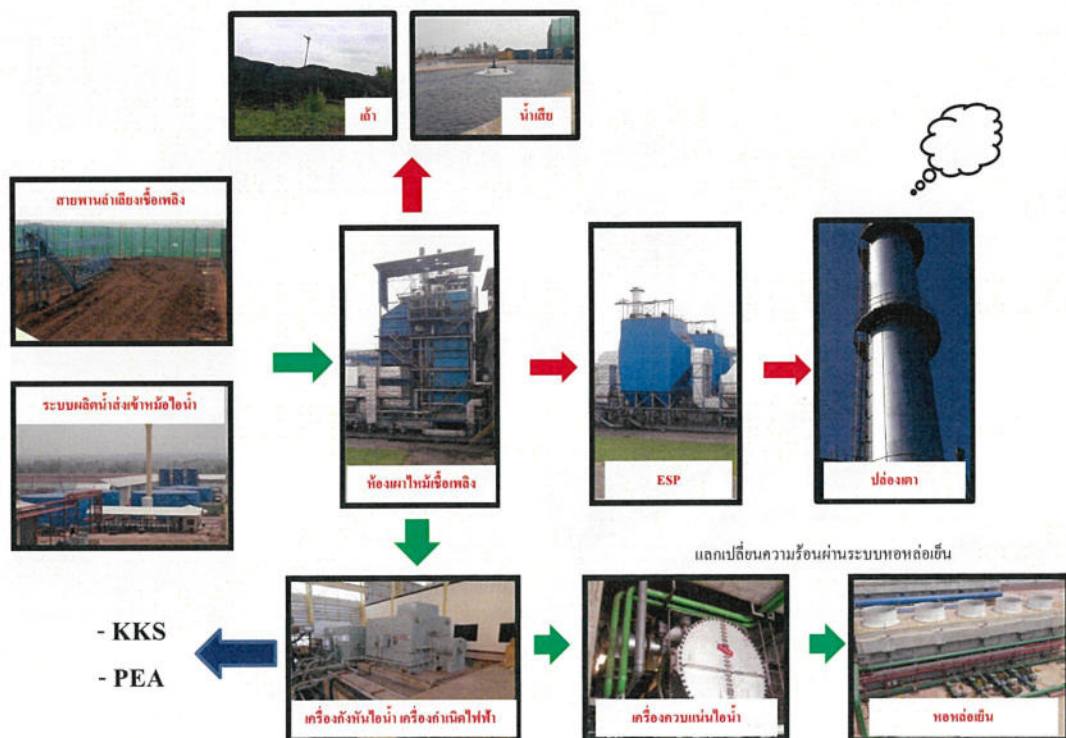 เถ้า
น้ำเสีย
สายพานลำเลียงเชื้อเพลิง
ระบบผลิตน้ำส่งเข้าหม้อไอน้ำ
ห้องเผาไหม้เชื้อเพลิง
ESP
ปล่องเตา
แลกเปลี่ยนความร้อนผ่านระบบหอหล่อเย็น
- KKS
- PEA
เครื่องกังหันไอน้ำ เครื่องกำเนิดไฟฟ้า
เครื่องควบแน่นไอน้ำ
หอหล่อเย็น